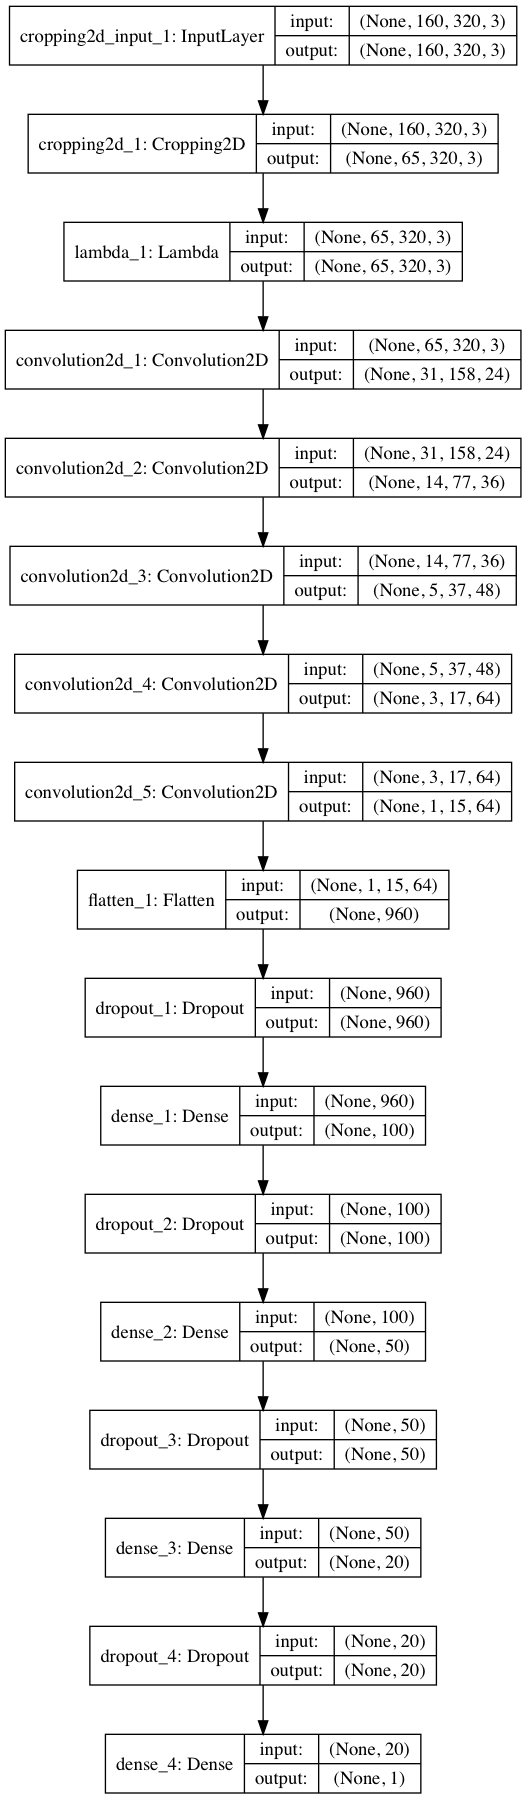 cropping2d_input_1: InputLayer
input: (None, 160, 320, 3)
output: (None, 160, 320, 3)
cropping2d_1: Cropping2D
input: (None, 160, 320, 3)
output: (None, 65, 320, 3)
lambda_1: Lambda
input: (None, 65, 320, 3)
output: (None, 65, 320, 3)
convolution2d_1: Convolution2D
input: (None, 65, 320, 3)
output: (None, 31, 158, 24)
convolution2d_2: Convolution2D
input: (None, 31, 158, 24)
output: (None, 14, 77, 36)
convolution2d_3: Convolution2D
input: (None, 14, 77, 36)
output: (None, 5, 37, 48)
convolution2d_4: Convolution2D
input: (None, 5, 37, 48)
output: (None, 3, 17, 64)
convolution2d_5: Convolution2D
input: (None, 3, 17, 64)
output: (None, 1, 15, 64)
flatten_1: Flatten
input: (None, 1, 15, 64)
output: (None, 960)
dropout_1: Dropout
input: (None, 960)
output: (None, 960)
dense_1: Dense
input: (None, 960)
output: (None, 100)
dropout_2: Dropout
input: (None, 100)
output: (None, 100)
dense_2: Dense
input: (None, 100)
output: (None, 50)
dropout_3: Dropout
input: (None, 50)
output: (None, 50)
dense_3: Dense
input: (None, 50)
output: (None, 20)
dropout_4: Dropout
input: (None, 20)
output: (None, 20)
dense_4: Dense
input: (None, 20)
output: (None, 1)